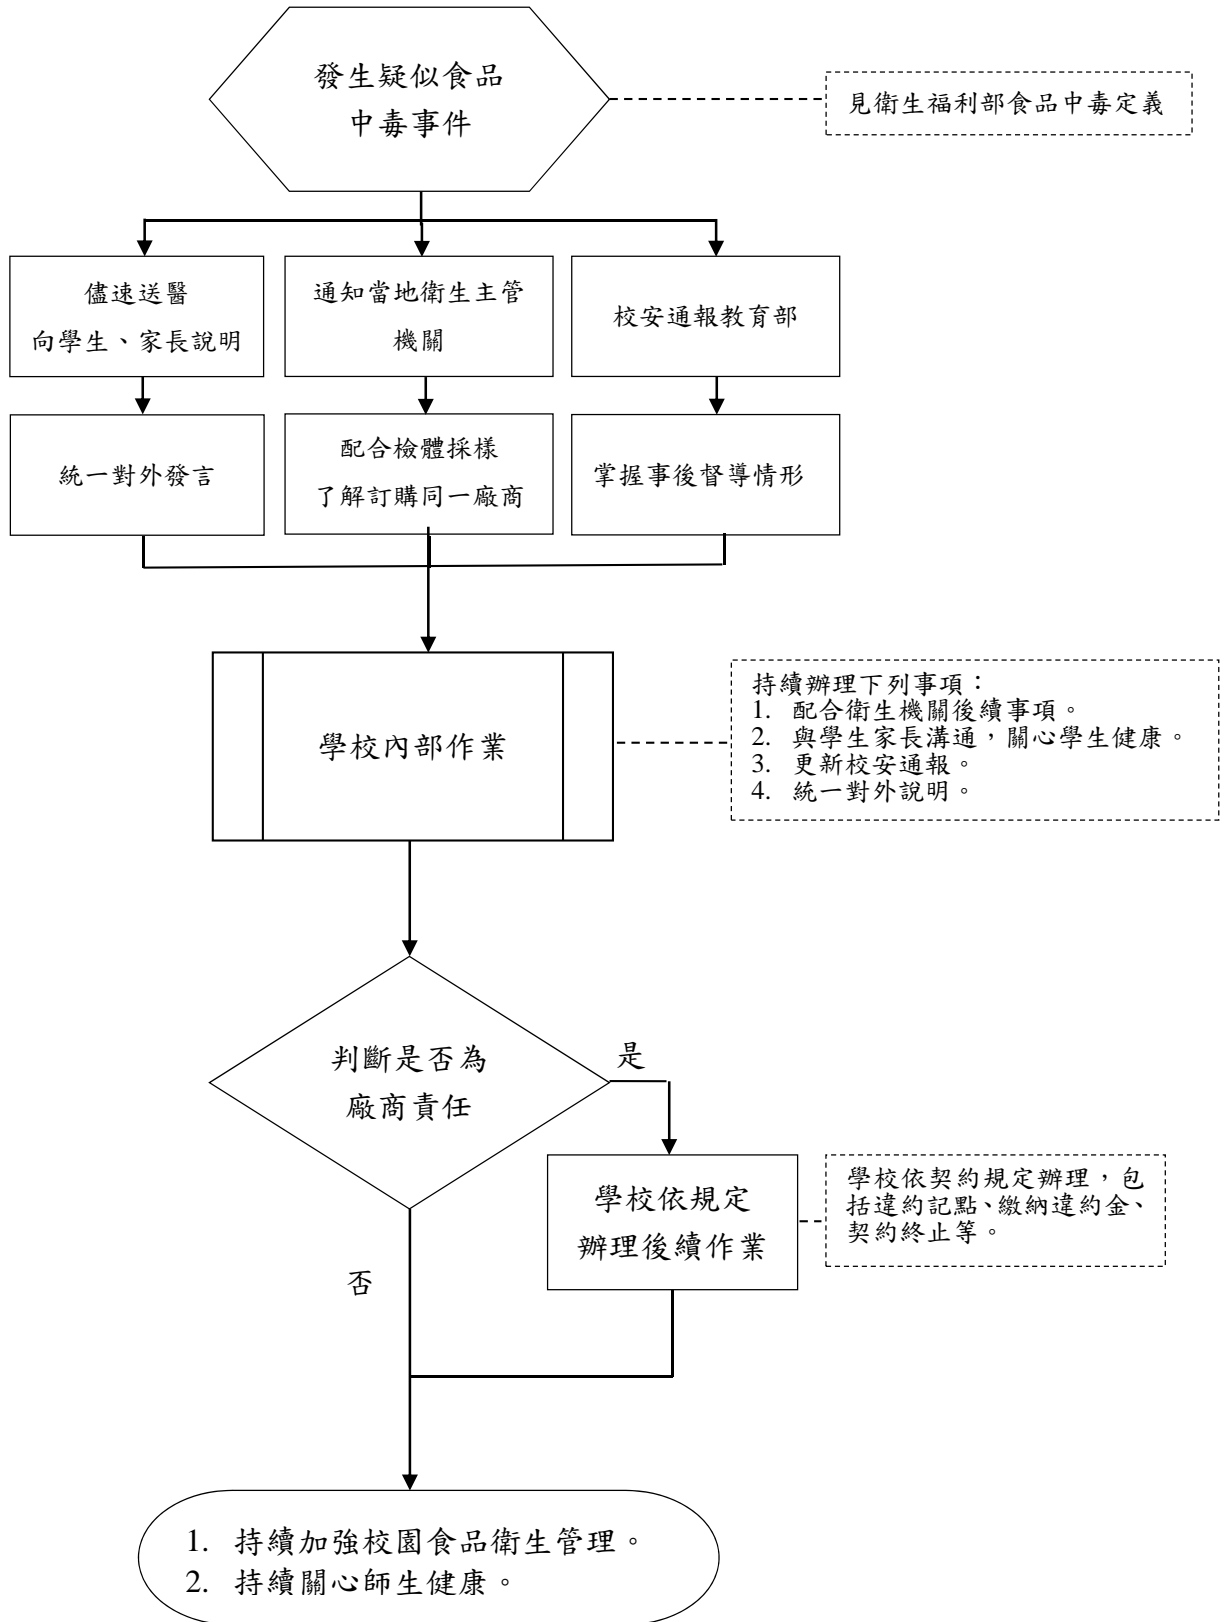 發生疑似食品
中毒事件
見衛生福利部食品中毒定義
儘速送醫
向學生、家長說明
通知當地衛生主管
機關
校安通報教育部
統一對外發言
配合檢體採樣
了解訂購同一廠商
掌握事後督導情形
學校內部作業
持續辦理下列事項：
1. 配合衛生機關後續事項。
2. 與學生家長溝通，關心學生健康。
3. 更新校安通報。
4. 統一對外說明。
判斷是否為
廠商責任
是
學校依規定
辦理後續作業
學校依契約規定辦理，包
括違約記點、繳納違約金、
契約終止等。
否
1. 持續加強校園食品衛生管理。
2. 持續關心師生健康。